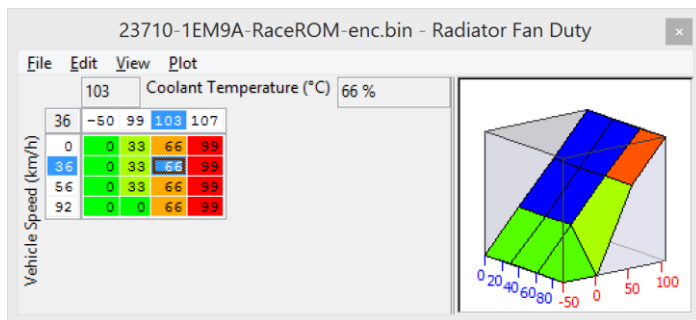 23710-1EM9A-RaceROM-enc.bin - Radiator Fan Duty
×
File Edit View Plot
103 Coolant Temperature (°C) 66 %
36 -50 99 103 107
0 0 33 66 99
36 0 33 66 99
56 0 33 66 99
92 0 0 66 99
Vehicle Speed (km/h)
0 20 40 60 80 -50 0 50 100